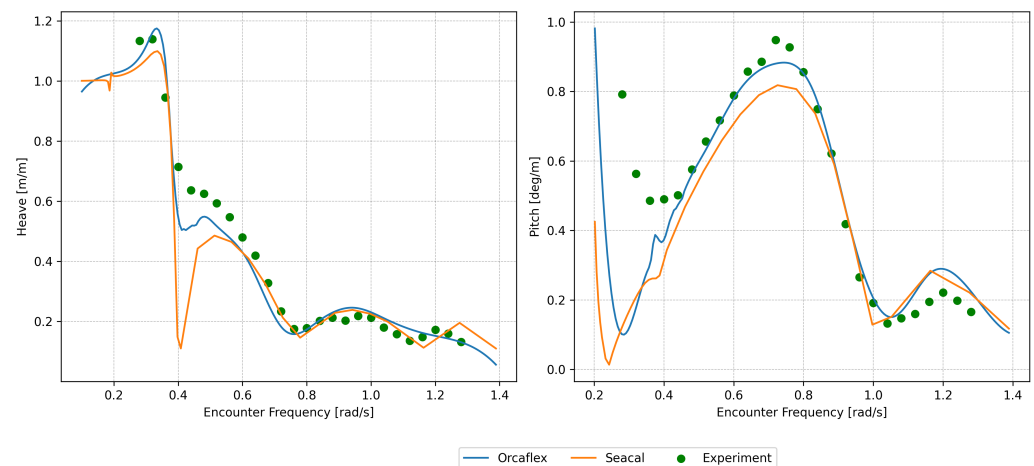 Heave [m/m]
1.2
1.0
0.8
0.6
0.4
0.2
0.2 0.4 0.6 0.8 1.0 1.2 1.4
Encounter Frequency [rad/s]
Pitch [deg/m]
1.0
0.8
0.6
0.4
0.2
0.0
0.2 0.4 0.6 0.8 1.0 1.2 1.4
Encounter Frequency [rad/s]
Orcaflex Seacal Experiment